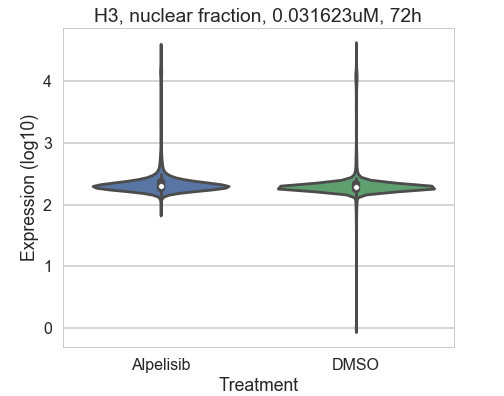 H3, nuclear fraction, 0.031623uM, 72h
Expression (log10)
4
3
2
1
0
Alpelisib DMSO
Treatment